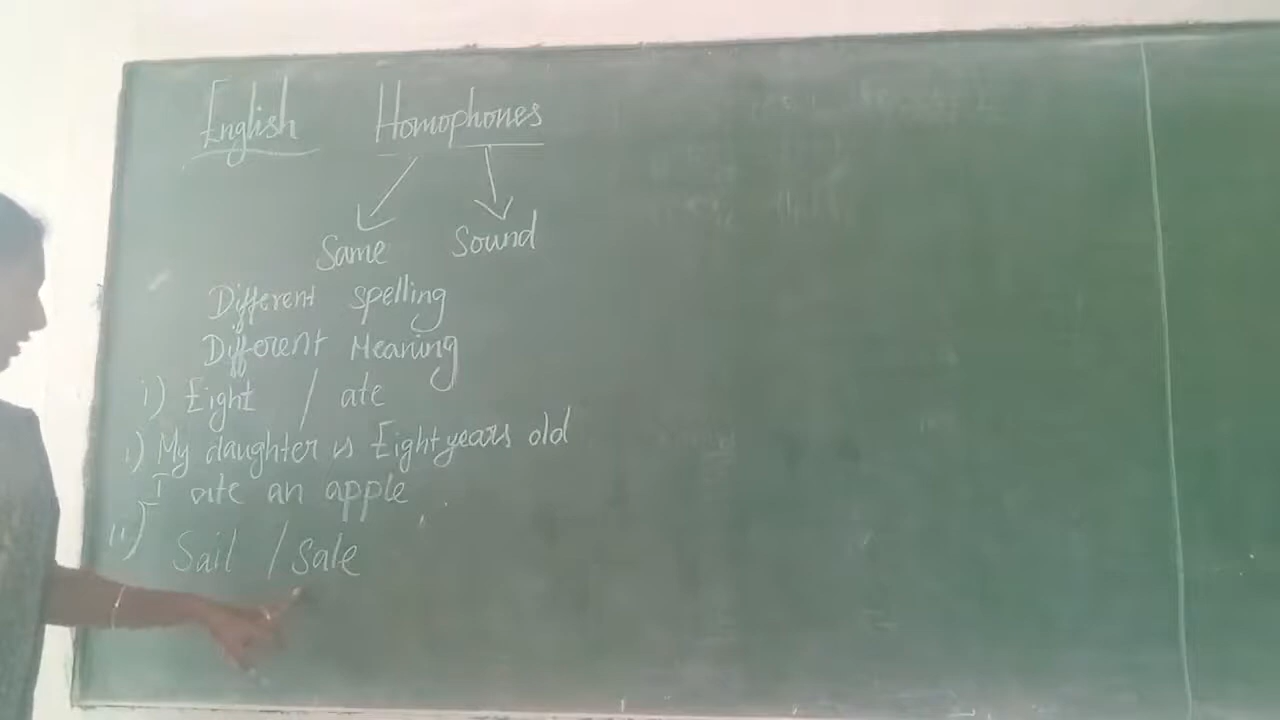 English Homophones
Same Sound
Different Spelling
Different Meaning
i) Eight / ate
i) My daughter is Eight years old
I ate an apple
ii) Sail / Sale